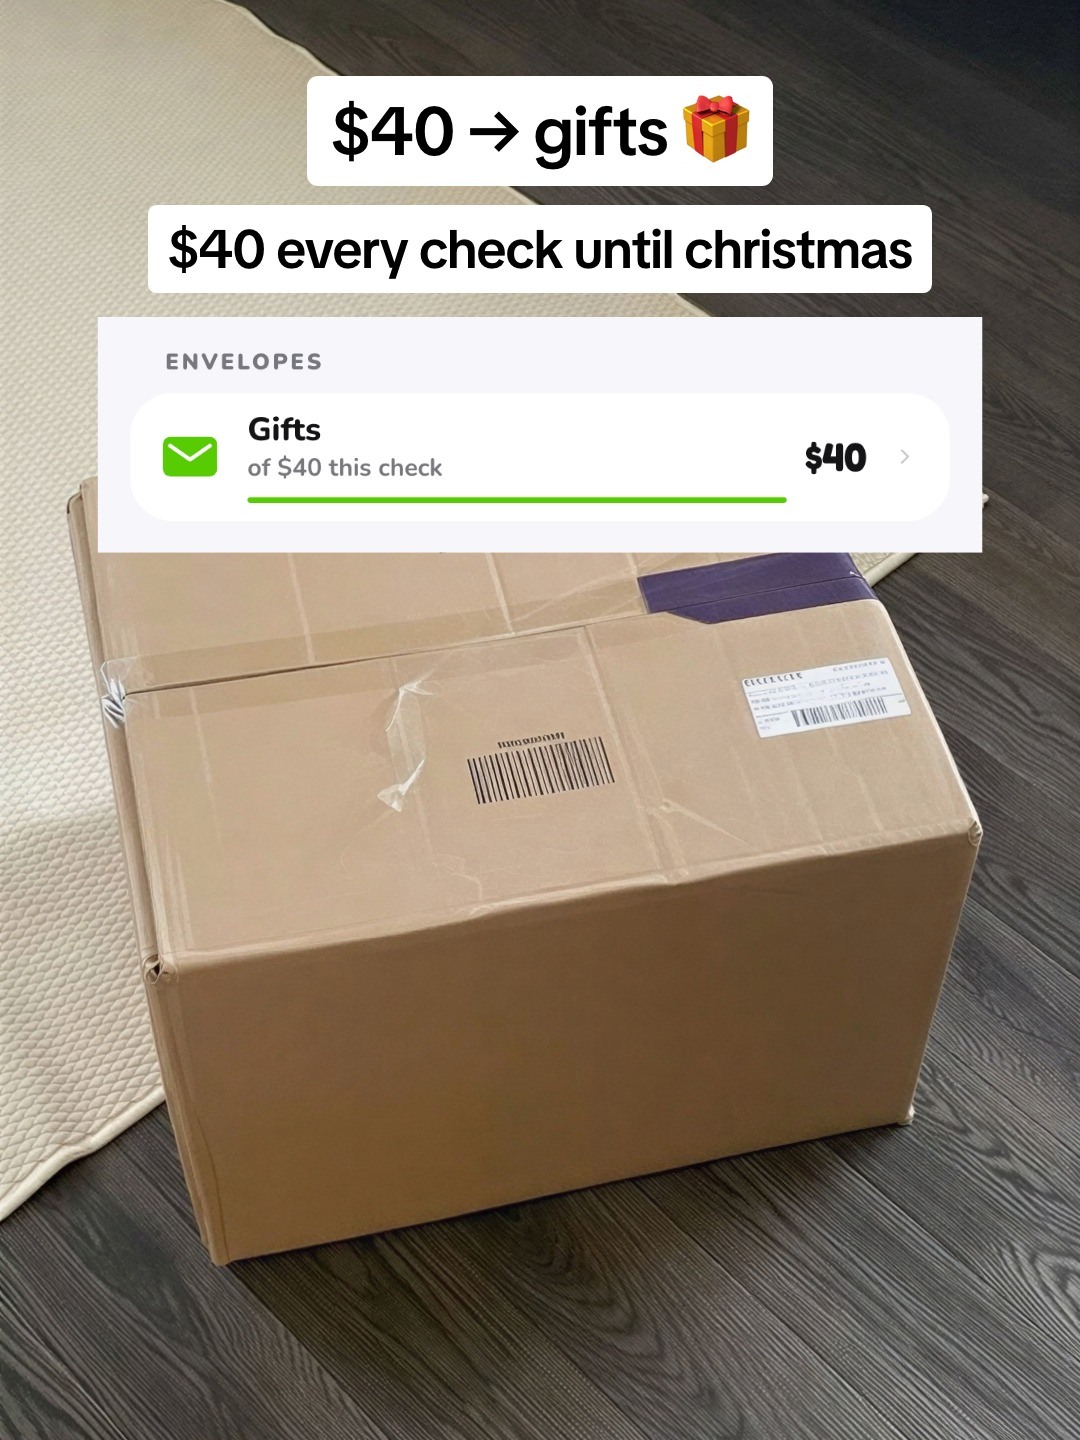 $40 → gifts 🎁
$40 every check until christmas
ENVELOPES
Gifts
of $40 this check
$40